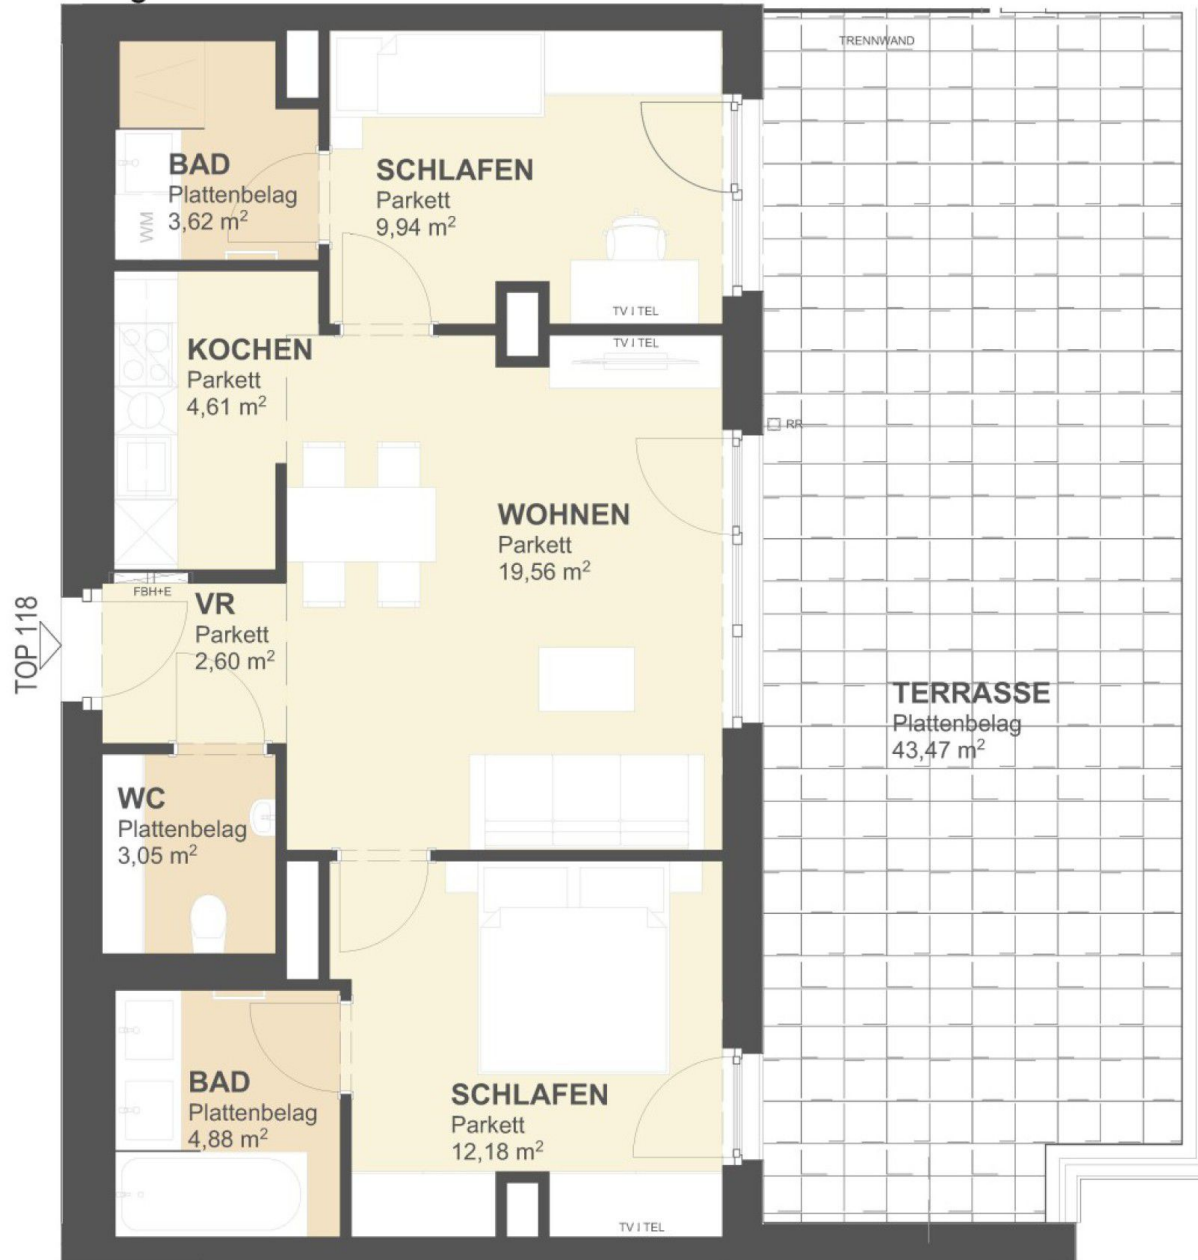 TRENNWAND
BAD
Plattenbelag
3,62 m²
WM
SCHLAFEN
Parkett
9,94 m²
TV I TEL
TV I TEL
KOCHEN
Parkett
4,61 m²
RR
WOHNEN
Parkett
19,56 m²
FBH+E
VR
Parkett
2,60 m²
TOP 118
TERRASSE
Plattenbelag
43,47 m²
WC
Plattenbelag
3,05 m²
BAD
Plattenbelag
4,88 m²
SCHLAFEN
Parkett
12,18 m²
TV I TEL